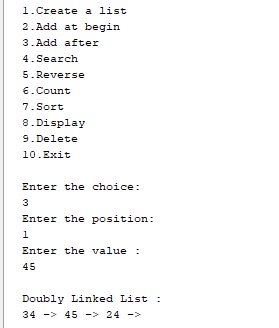 1.Create a list
2.Add at begin
3.Add after
4.Search
5.Reverse
6.Count
7.Sort
8.Display
9.Delete
10.Exit
Enter the choice:
3
Enter the position:
1
Enter the value :
45
Doubly Linked List :
34 -> 45 -> 24 ->